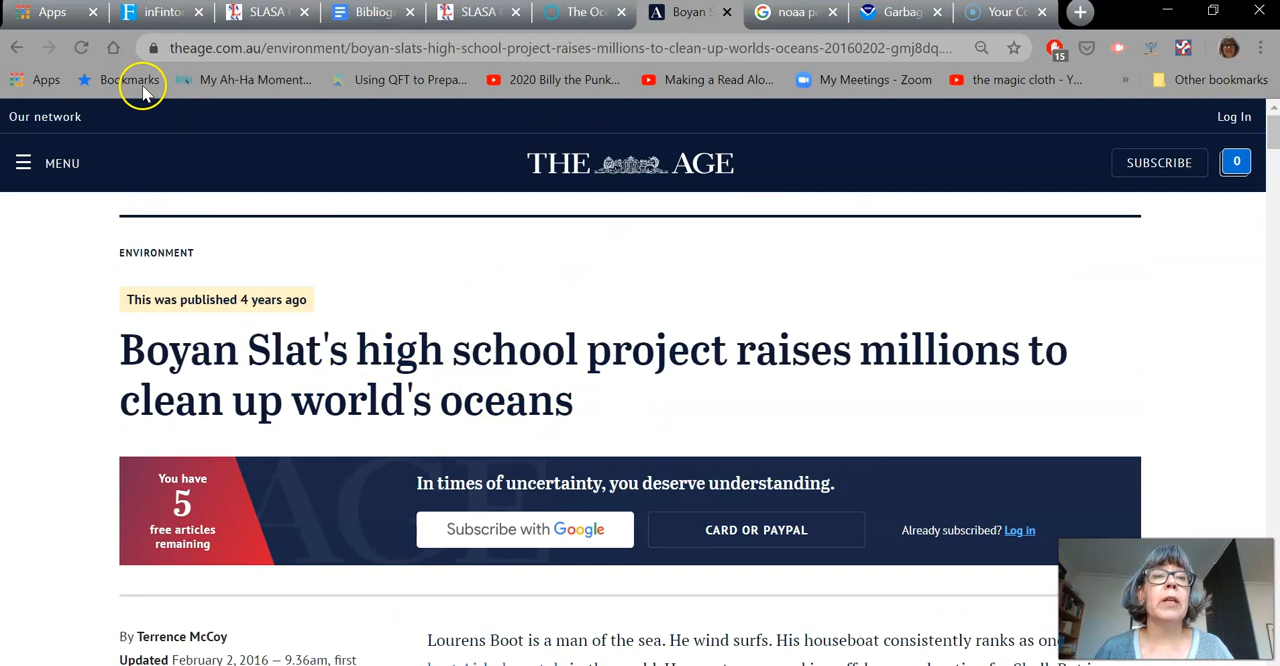 Apps inFinto SLASA Bibliog SLASA The Oce Boyan S noaa p Garbag Your Co
theage.com.au/environment/boyan-slats-high-school-project-raises-millions-to-clean-up-worlds-oceans-20160202-gmj8dq.... 15
Apps Bookmarks My Ah-Ha Moment... Using QFT to Prepa... 2020 Billy the Punk... Making a Read Alo... My Meetings - Zoom the magic cloth - Y... » Other bookmarks
Our network Log In
MENU THE AGE SUBSCRIBE 0
ENVIRONMENT
This was published 4 years ago
Boyan Slat's high school project raises millions to
clean up world's oceans
You have
5
free articles
remaining
In times of uncertainty, you deserve understanding.
Subscribe with Google CARD OR PAYPAL Already subscribed? Log in
By Terrence McCoy
Updated February 2, 2016 — 9.36am, first
Lourens Boot is a man of the sea. He wind surfs. His houseboat consistently ranks as